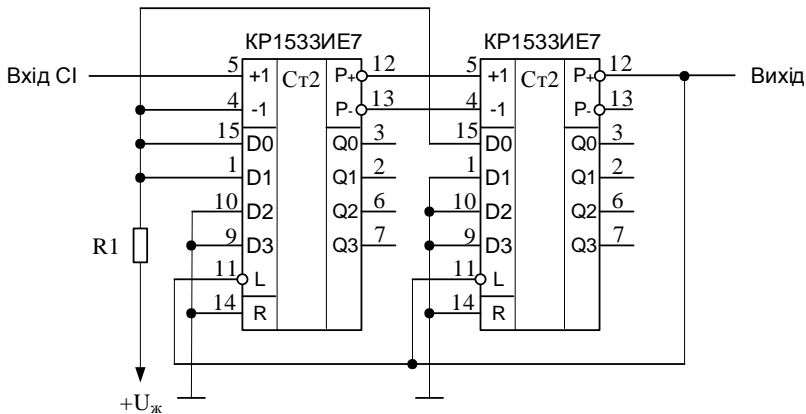 КР1533ИЕ7 КР1533ИЕ7
Вхід СІ 5 +1 Ст2 P+ 12 5 +1 Ст2 P+ 12 Вихід
4 -1 P- 13 4 -1 P- 13
15 D0 Q0 3 15 D0 Q0 3
1 D1 Q1 2 1 D1 Q1 2
10 D2 Q2 6 10 D2 Q2 6
R1 9 D3 Q3 7 9 D3 Q3 7
11 L 11 L
14 R 14 R
+Uж